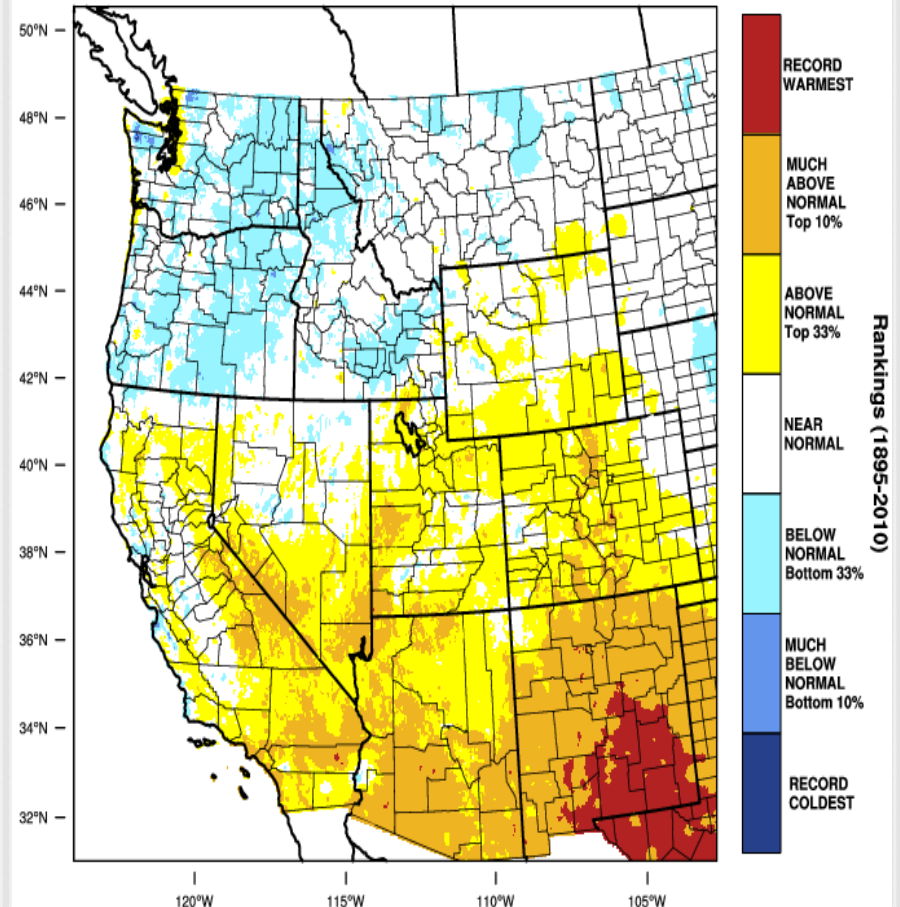 50°N
48°N
46°N
44°N
42°N
40°N
38°N
36°N
34°N
32°N
120°W
115°W
110°W
105°W
RECORD
WARMEST
MUCH
ABOVE
NORMAL
Top 10%
ABOVE
NORMAL
Top 33%
NEAR
NORMAL
BELOW
NORMAL
Bottom 33%
MUCH
BELOW
NORMAL
Bottom 10%
RECORD
COLDEST
Rankings (1895-2010)